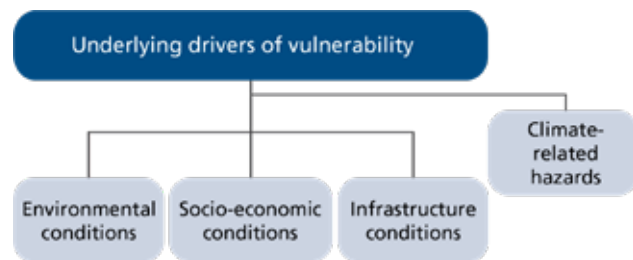 Underlying drivers of vulnerability
Climate-
related
hazards
Environmental
conditions
Socio-economic
conditions
Infrastructure
conditions